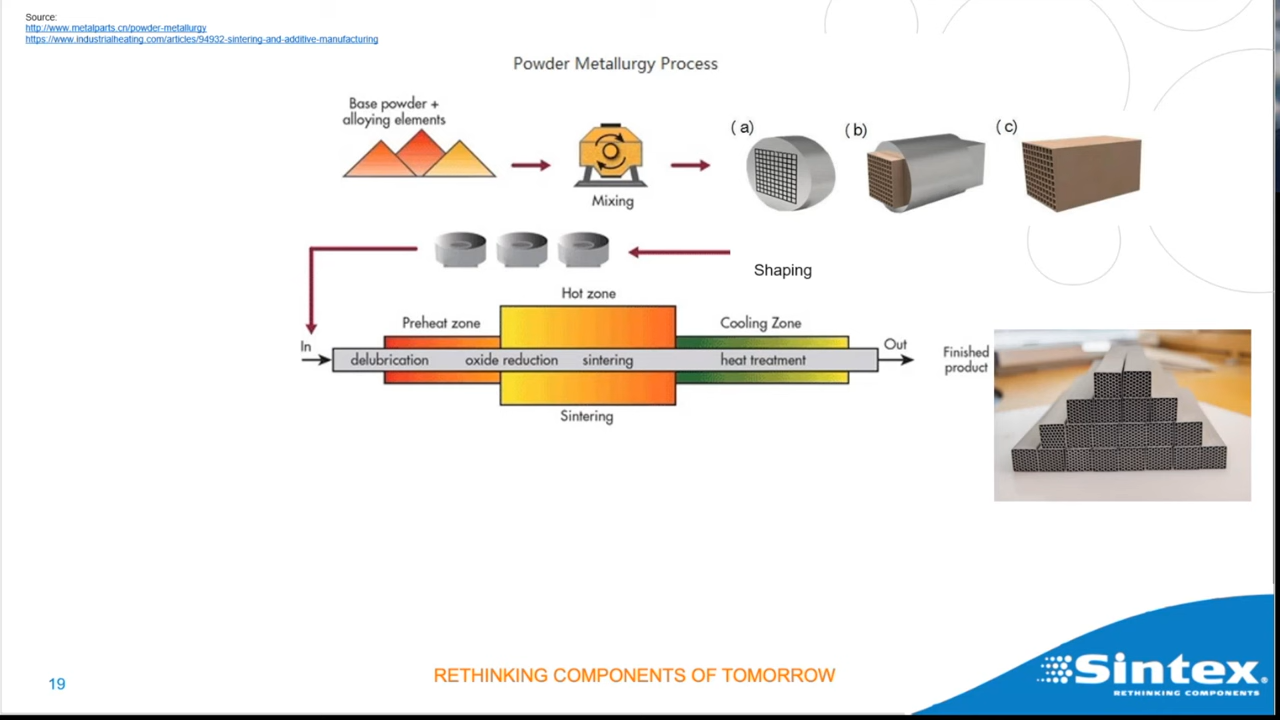 Source:
http://www.metalparts.cn/powder-metallurgy
https://www.industrialheating.com/articles/94932-sintering-and-additive-manufacturing
Powder Metallurgy Process
Base powder +
alloying elements
Mixing
( a)
( b)
( c)
Shaping
Hot zone
Preheat zone
Cooling Zone
In
delubrication
oxide reduction
sintering
heat treatment
Out
Finished
product
Sintering
RETHINKING COMPONENTS OF TOMORROW
19
Sintex®
RETHINKING COMPONENTS